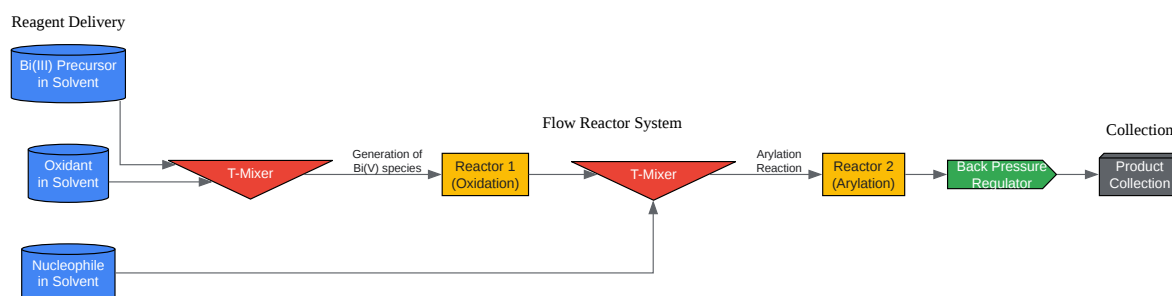 Reagent Delivery
Bi(III) Precursor
in Solvent
Flow Reactor System
Collection
Oxidant
in Solvent
T-Mixer
Generation of
Bi(V) species
Reactor 1
(Oxidation)
T-Mixer
Arylation
Reaction
Reactor 2
(Arylation)
Back Pressure
Regulator
Product
Collection
Nucleophile
in Solvent